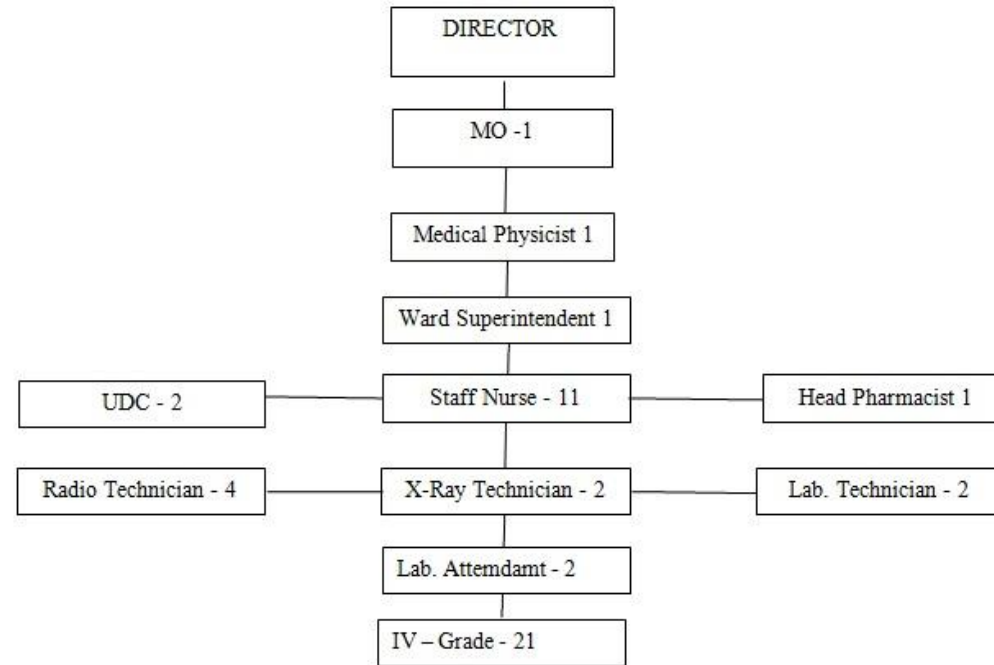 DIRECTOR
MO -1
Medical Physicist 1
Ward Superintendent 1
UDC - 2
Staff Nurse - 11
Head Pharmacist 1
Radio Technician - 4
X-Ray Technician - 2
Lab. Technician - 2
Lab. Attemdamt - 2
IV – Grade - 21